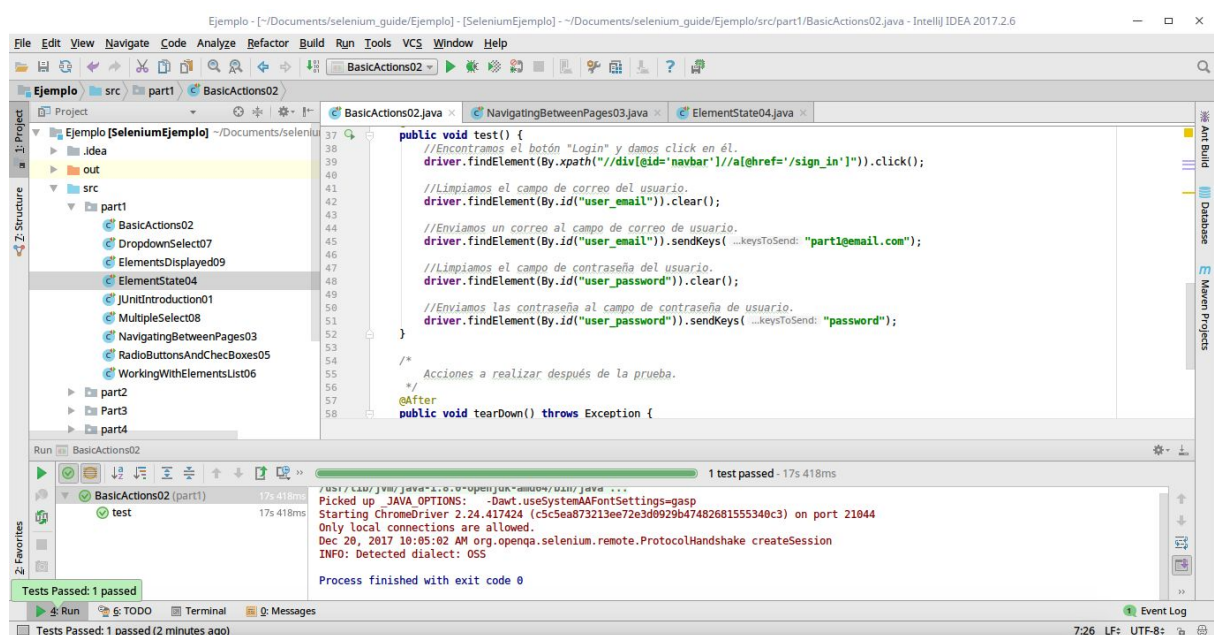 Ejemplo - [~/Documents/selenium_guide/Ejemplo] - [SeleniumEjemplo] - ~/Documents/selenium_guide/Ejemplo/src/part1/BasicActions02.java - IntelliJ IDEA 2017.2.6
File Edit View Navigate Code Analyze Refactor Build Run Tools VCS Window Help
BasicActions02
Ejemplo src part1 BasicActions02
Project
BasicActions02.java NavigatingBetweenPages03.java ElementState04.java
1: Project
7: Structure
2: Favorites
Ejemplo [SeleniumEjemplo] ~/Documents/seleniu
.idea
out
src
part1
BasicActions02
DropdownSelect07
ElementsDisplayed09
ElementState04
JUnitIntroduction01
MultipleSelect08
NavigatingBetweenPages03
RadioButtonsAndChecBoxes05
WorkingWithElementsList06
part2
Part3
part4
37 public void test() {
38 //Encontramos el botón "Login" y damos click en él.
39 driver.findElement(By.xpath("//div[@id='navbar']//a[@href='/sign_in']")).click();
40
41 //Limpiamos el campo de correo del usuario.
42 driver.findElement(By.id("user_email")).clear();
43
44 //Enviamos un correo al campo de correo de usuario.
45 driver.findElement(By.id("user_email")).sendKeys( ...keysToSend: "part1@email.com");
46
47 //Limpiamos el campo de contraseña del usuario.
48 driver.findElement(By.id("user_password")).clear();
49
50 //Enviamos las contraseña al campo de contraseña de usuario.
51 driver.findElement(By.id("user_password")).sendKeys( ...keysToSend: "password");
52 }
53
54 /*
55 Acciones a realizar después de la prueba.
56 */
57 @After
58 public void tearDown() throws Exception {
Ant Build
Database
Maven Projects
Run BasicActions02
1 test passed - 17s 418ms
BasicActions02 (part1) 17s 418ms
test 17s 418ms
/usr/lib/jvm/java-1.8.0-openjdk-amd64/bin/java ...
Picked up _JAVA_OPTIONS: -Dawt.useSystemAAFontSettings=gasp
Starting ChromeDriver 2.24.417424 (c5c5ea873213ee72e3d0929b47482681555340c3) on port 21044
Only local connections are allowed.
Dec 20, 2017 10:05:02 AM org.openqa.selenium.remote.ProtocolHandshake createSession
INFO: Detected dialect: OSS
Process finished with exit code 0
Tests Passed: 1 passed
4: Run 6: TODO Terminal 0: Messages 1 Event Log
Tests Passed: 1 passed (2 minutes ago) 7:26 LF UTF-8